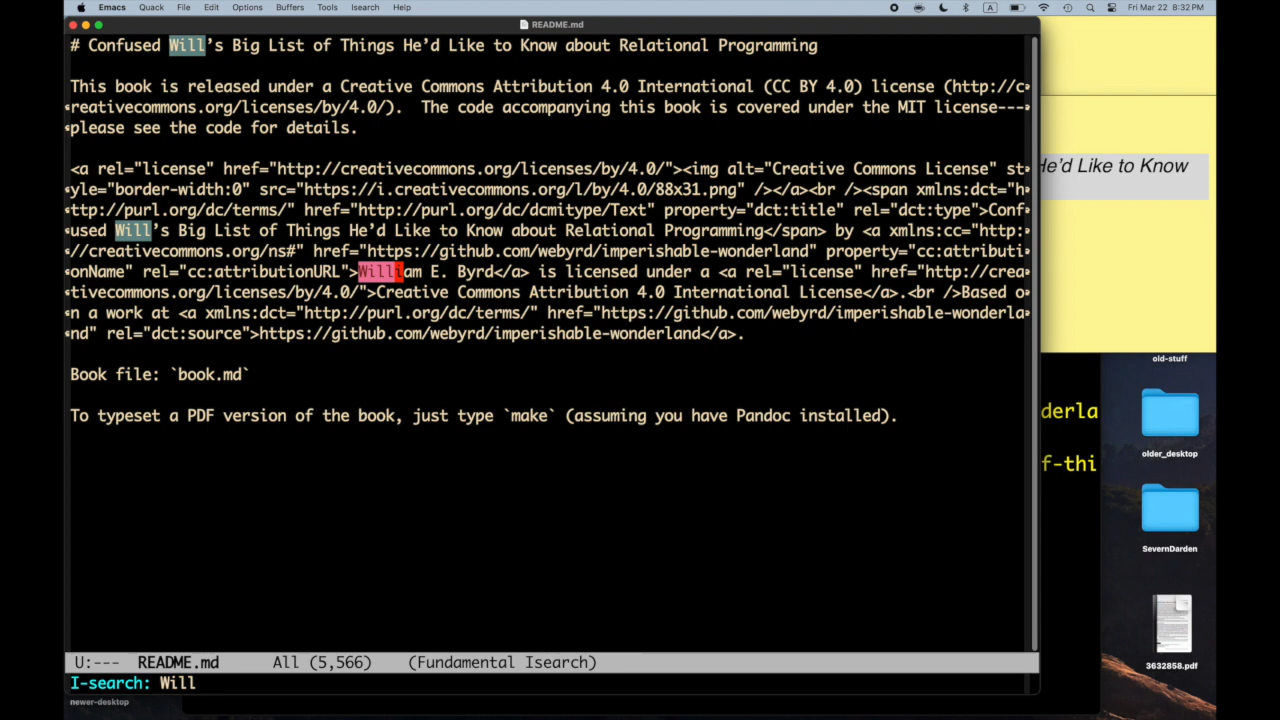 Emacs Quack File Edit Options Buffers Tools Isearch Help A Fri Mar 22 8:32 PM
README.md
# Confused Will’s Big List of Things He’d Like to Know about Relational Programming
This book is released under a Creative Commons Attribution 4.0 International (CC BY 4.0) license (http://c
reativecommons.org/licenses/by/4.0/).  The code accompanying this book is covered under the MIT license---
please see the code for details.
<a rel="license" href="http://creativecommons.org/licenses/by/4.0/"><img alt="Creative Commons License" st
yle="border-width:0" src="https://i.creativecommons.org/l/by/4.0/88x31.png" /></a><br /><span xmlns:dct="h
ttp://purl.org/dc/terms/" href="http://purl.org/dc/dcmitype/Text" property="dct:title" rel="dct:type">Conf
used Will’s Big List of Things He’d Like to Know about Relational Programming</span> by <a xmlns:cc="http:
//creativecommons.org/ns#" href="https://github.com/webyrd/imperishable-wonderland" property="cc:attributi
onName" rel="cc:attributionURL">William E. Byrd</a> is licensed under a <a rel="license" href="http://crea
tivecommons.org/licenses/by/4.0/">Creative Commons Attribution 4.0 International License</a>.<br />Based o
n a work at <a xmlns:dct="http://purl.org/dc/terms/" href="https://github.com/webyrd/imperishable-wonderla
nd" rel="dct:source">https://github.com/webyrd/imperishable-wonderland</a>.
Book file: `book.md`
To typeset a PDF version of the book, just type `make` (assuming you have Pandoc installed).
U:--- README.md All (5,566) (Fundamental Isearch)
I-search: Will
newer-desktop
He’d Like to Know
old-stuff
derla
older_desktop
f-thi
SevernDarden
3632858.pdf